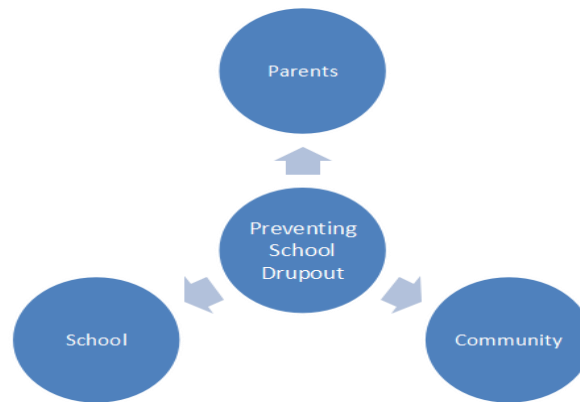 Parents
Preventing
School
Drupout
School
Community